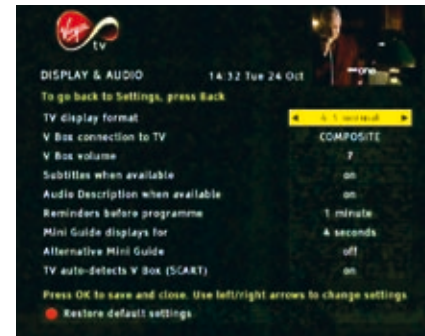 Virgin
tv
one
DISPLAY & AUDIO 14:32 Tue 24 Oct
To go back to Settings, press Back
TV display format
V Box connection to TV COMPOSITE
V Box volume 7
Subtitles when available on
Audio Description when available on
Reminders before programme 1 minute
Mini Guide displays for 4 seconds
Alternative Mini Guide off
TV auto-detects V Box (SCART) on
Press OK to save and close. Use left/right arrows to change settings
Restore default settings